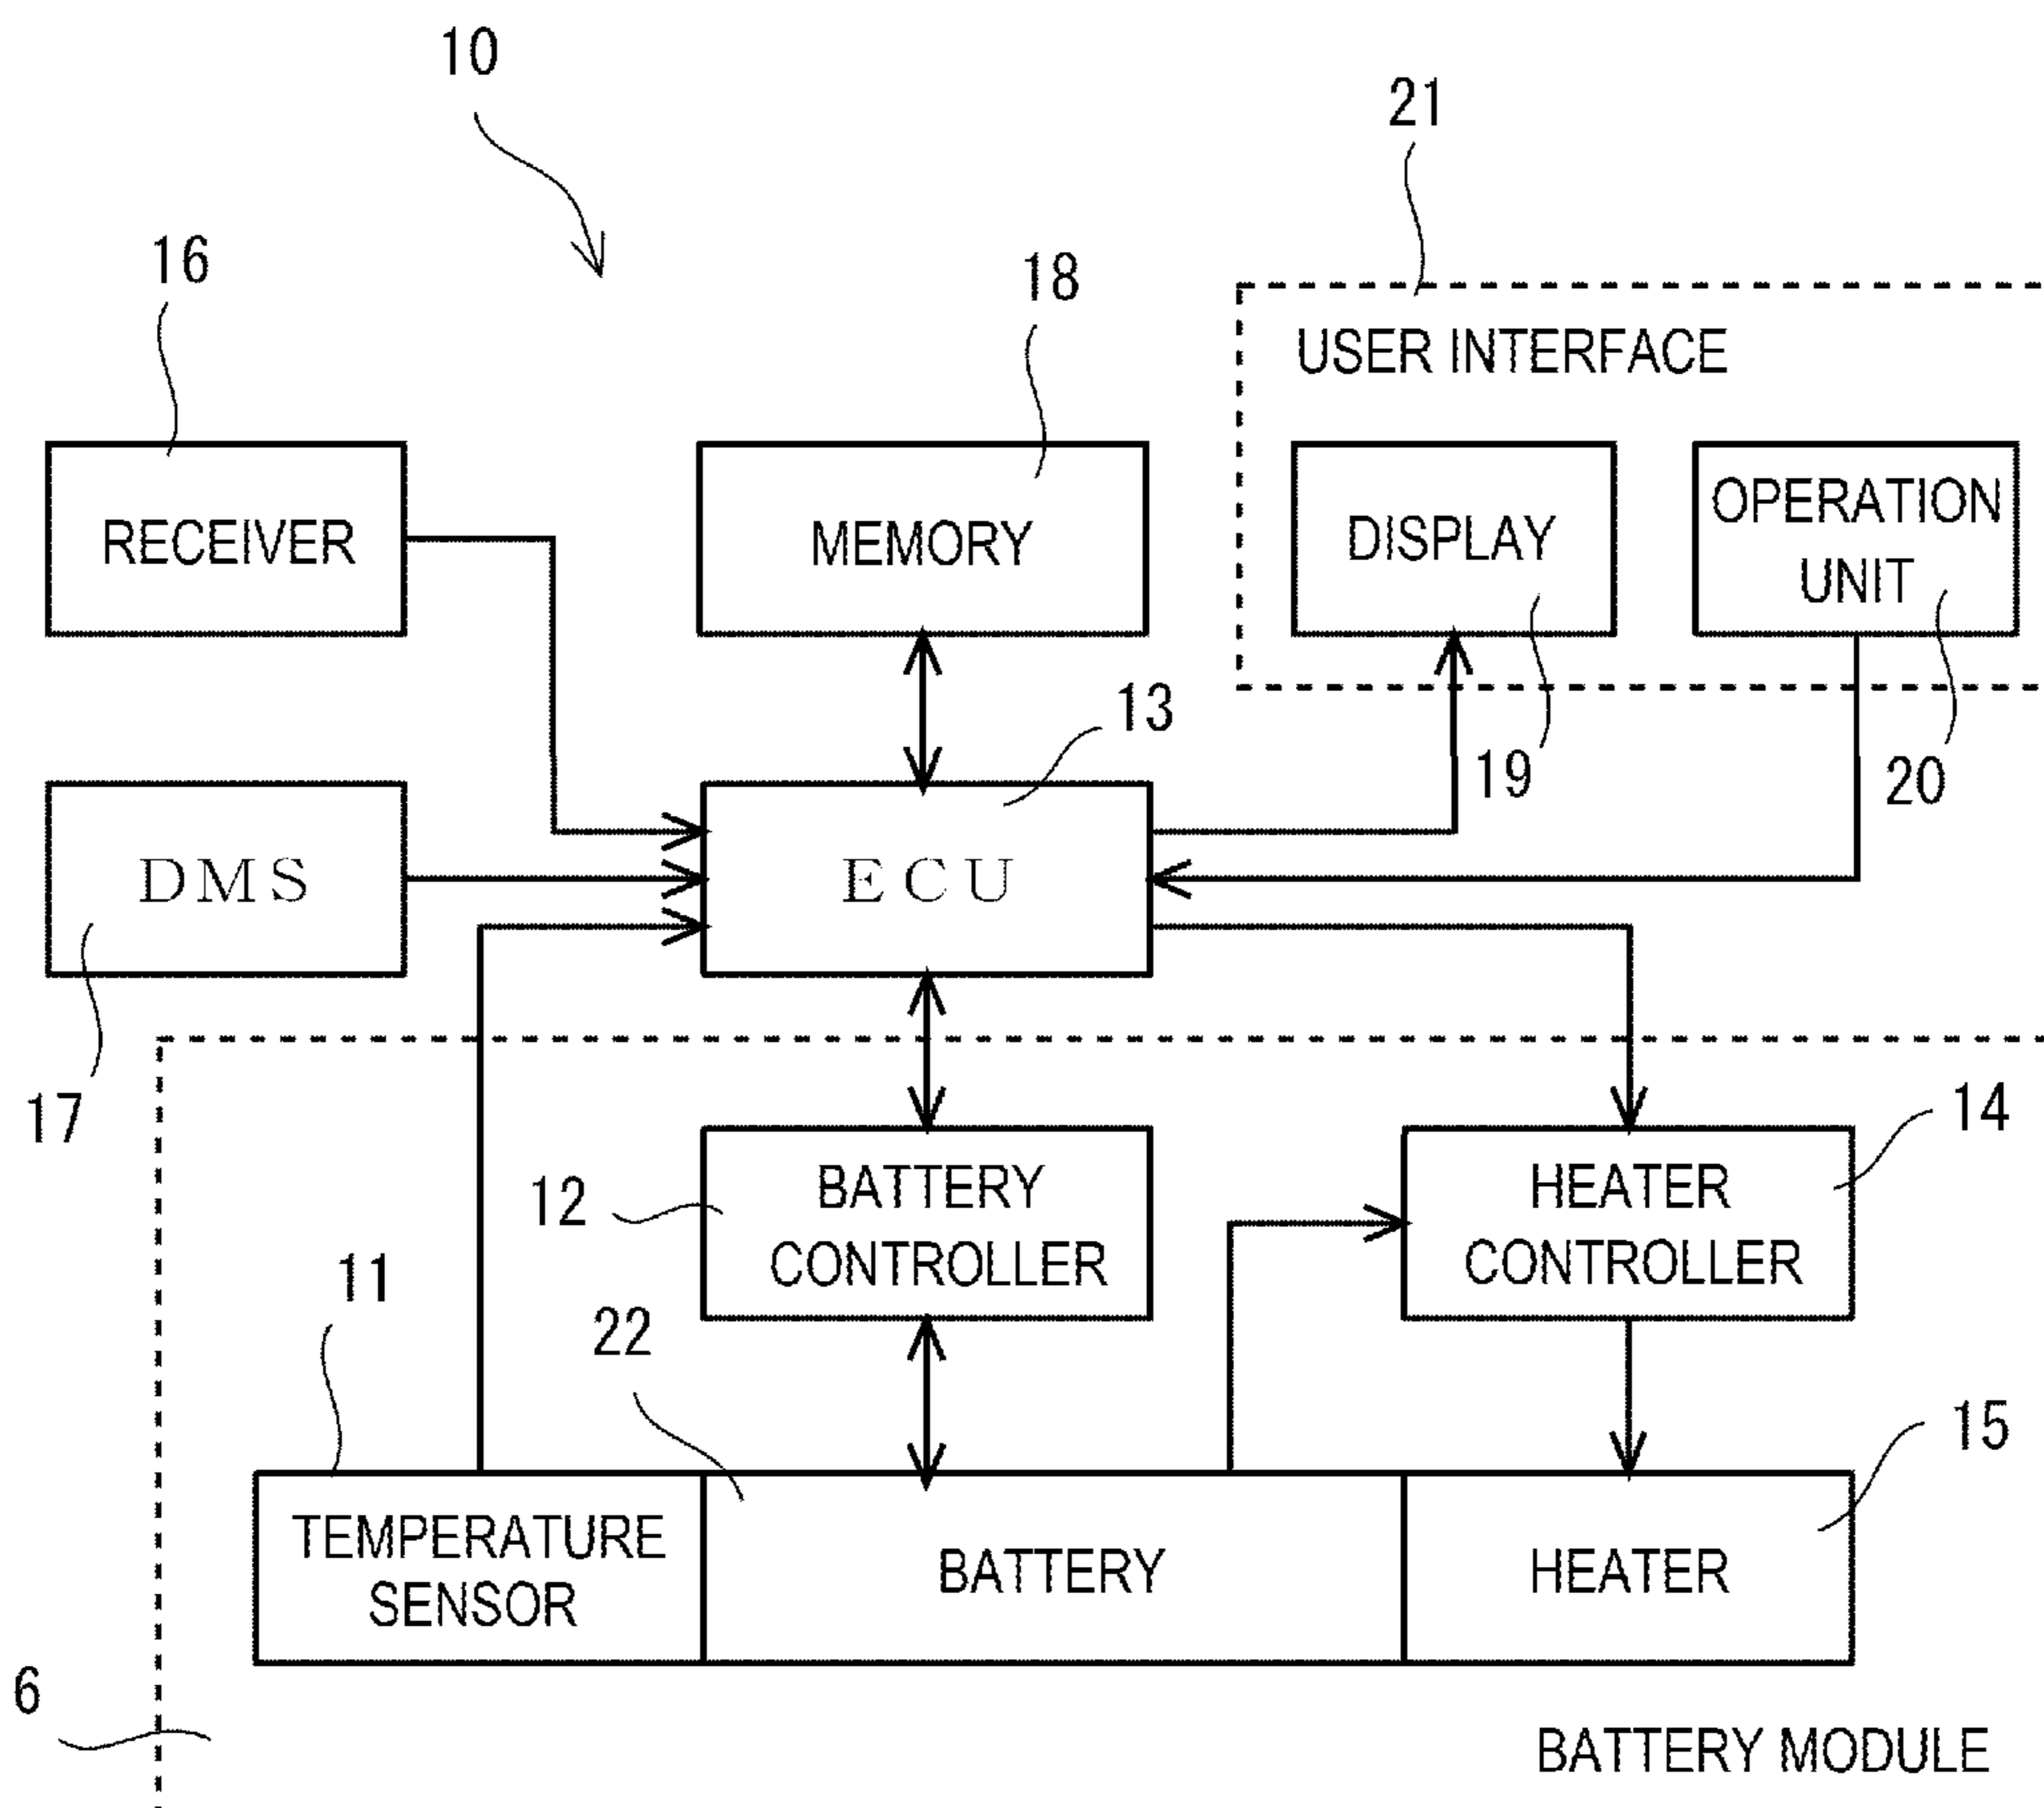 10
21
16
18
USER INTERFACE
RECEIVER
MEMORY
DISPLAY
OPERATION
UNIT
13
19
20
DMS
ECU
17
14
12
BATTERY
CONTROLLER
HEATER
CONTROLLER
11
22
15
TEMPERATURE
SENSOR
BATTERY
HEATER
6
BATTERY MODULE